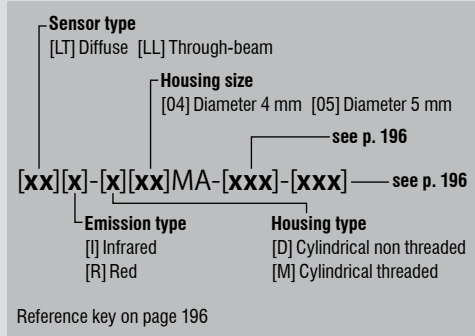 Sensor type
[LT] Diffuse [LL] Through-beam
Housing size
[04] Diameter 4 mm [05] Diameter 5 mm
see p. 196
[xx][x]-[x][xx]MA-[xxx]-[xxx] see p. 196
Emission type Housing type
[I] Infrared [D] Cylindrical non threaded
[R] Red [M] Cylindrical threaded
Reference key on page 196